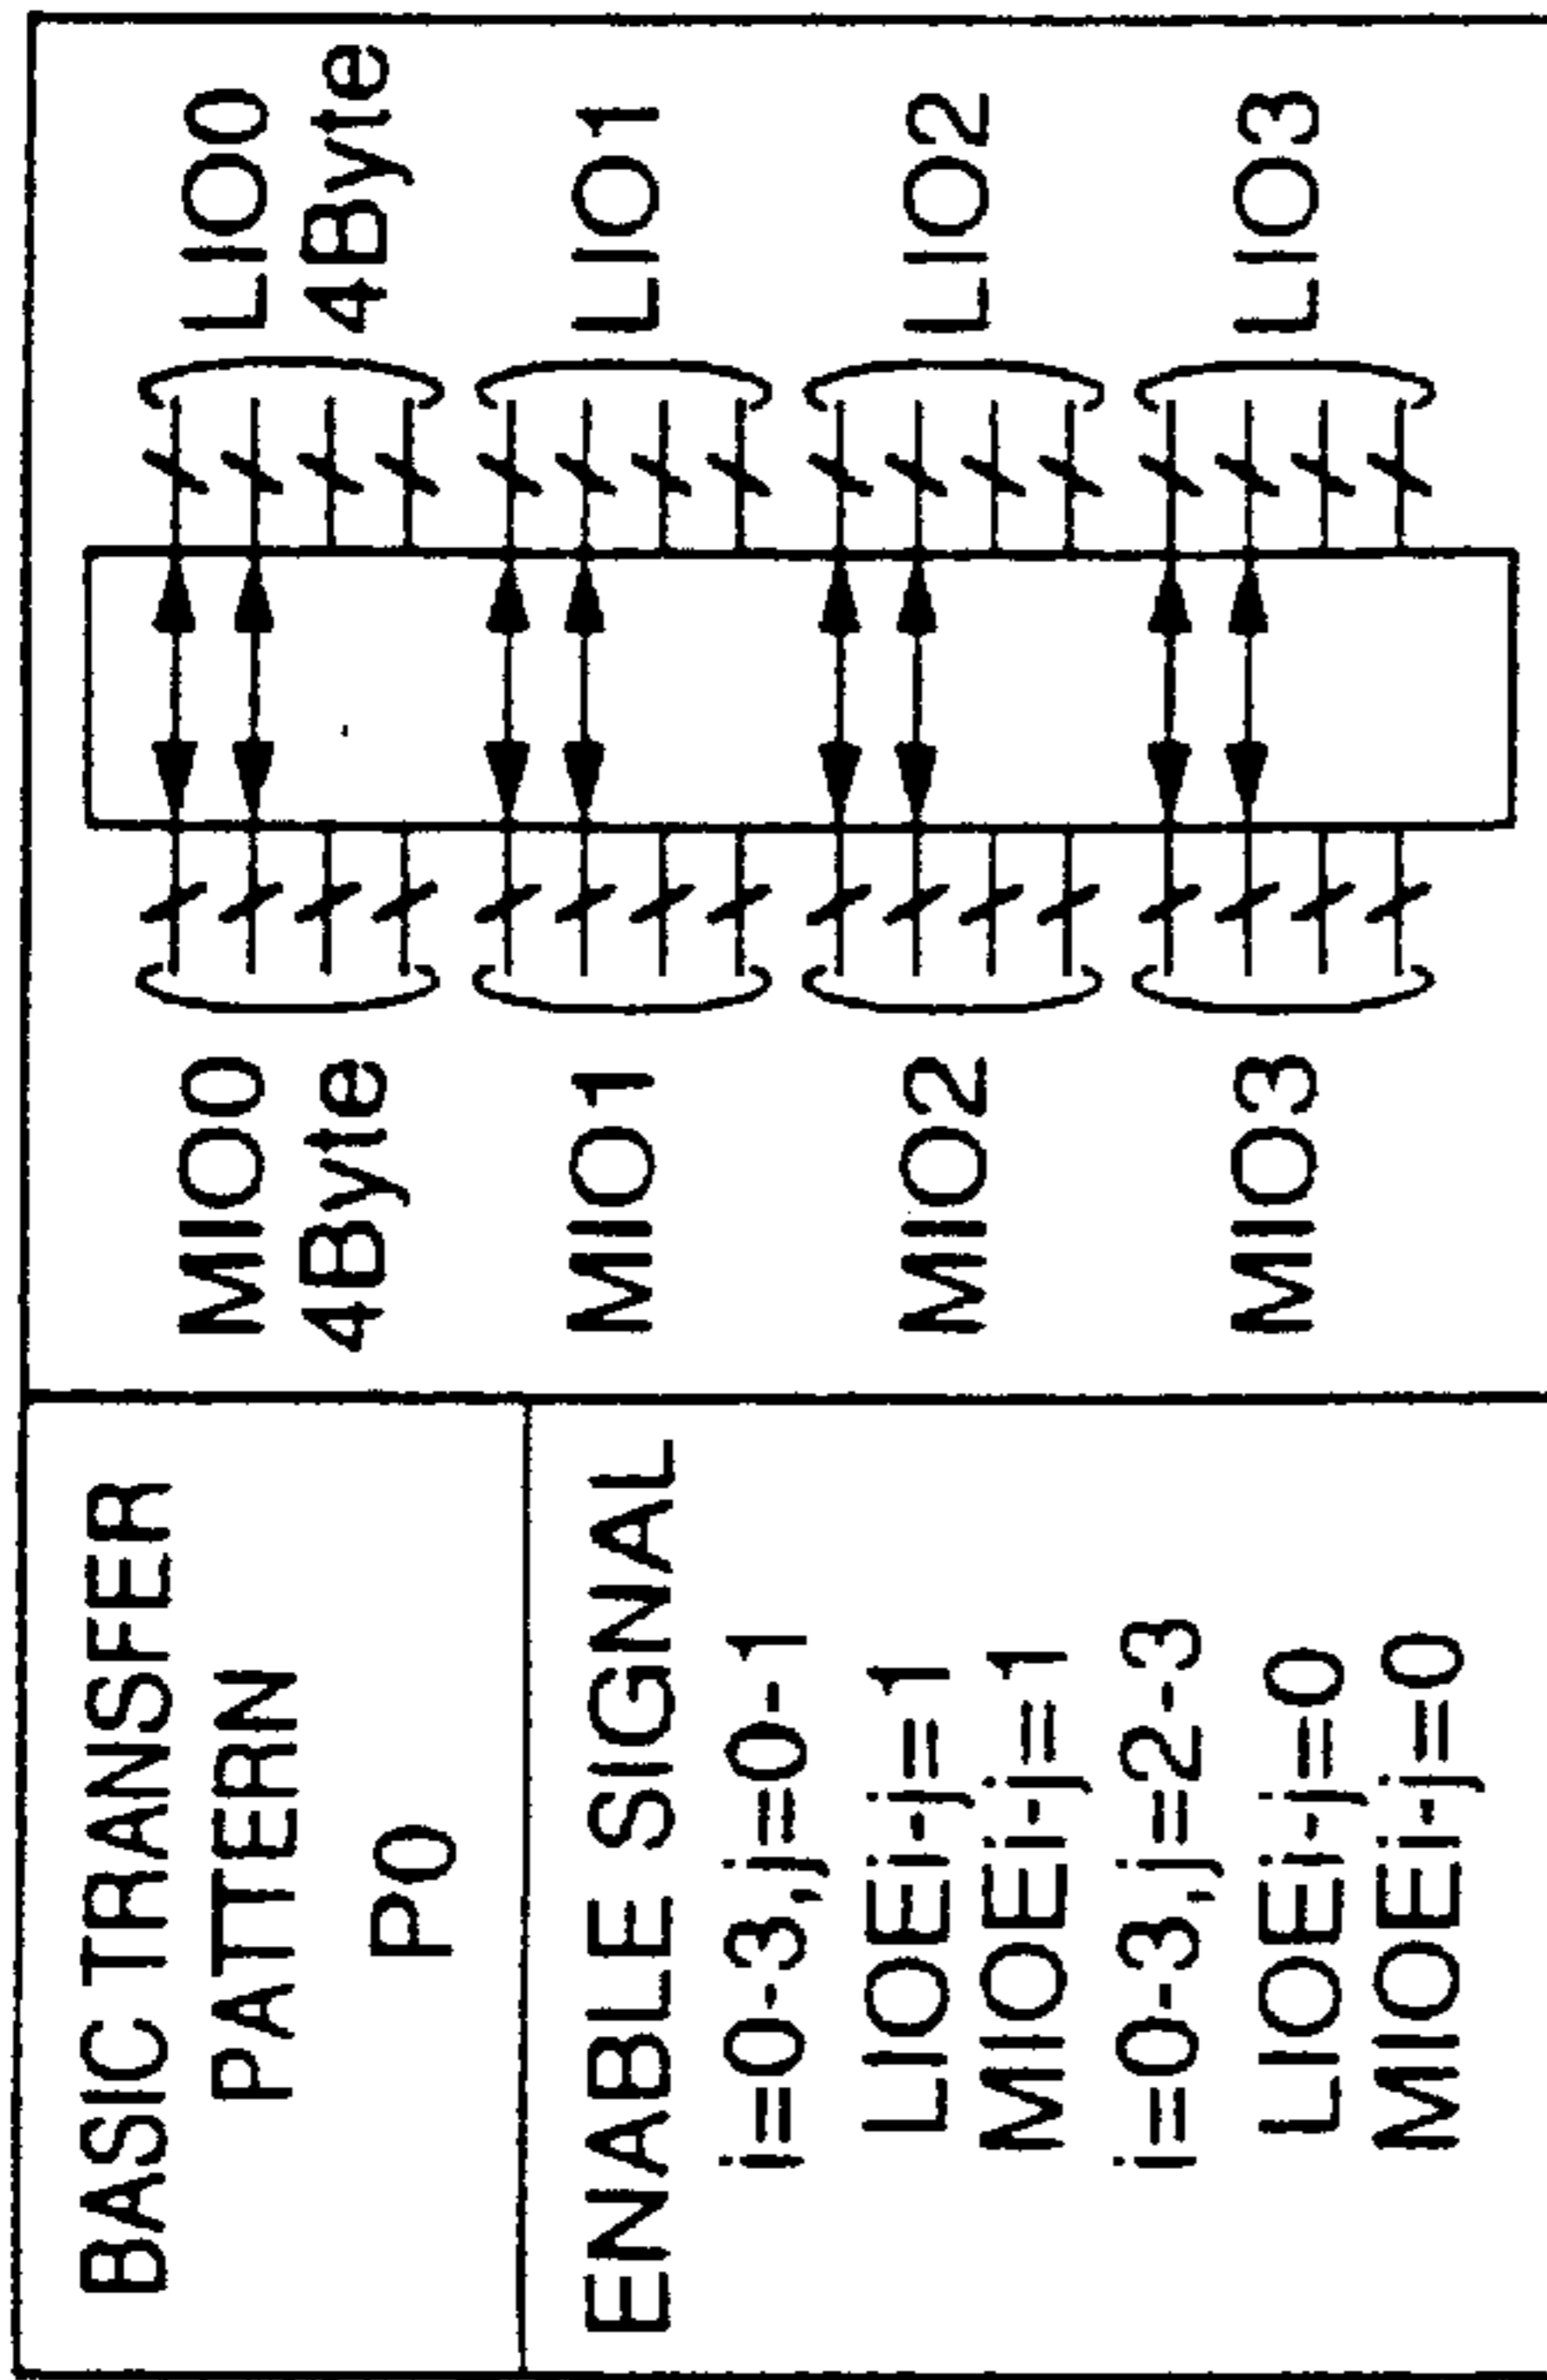 BASIC TRANSFER
PATTERN
P0
ENABLE SIGNAL
i=0-3,j=0-1
LIOEi-j=1
MIOEi-j=1
i=0-3,j=2-3
LIOEi-j=0
MIOEi-j=0
MIO0
4Byte
MIO1
MIO2
MIO3
LIO0
4Byte
LIO1
LIO2
LIO3